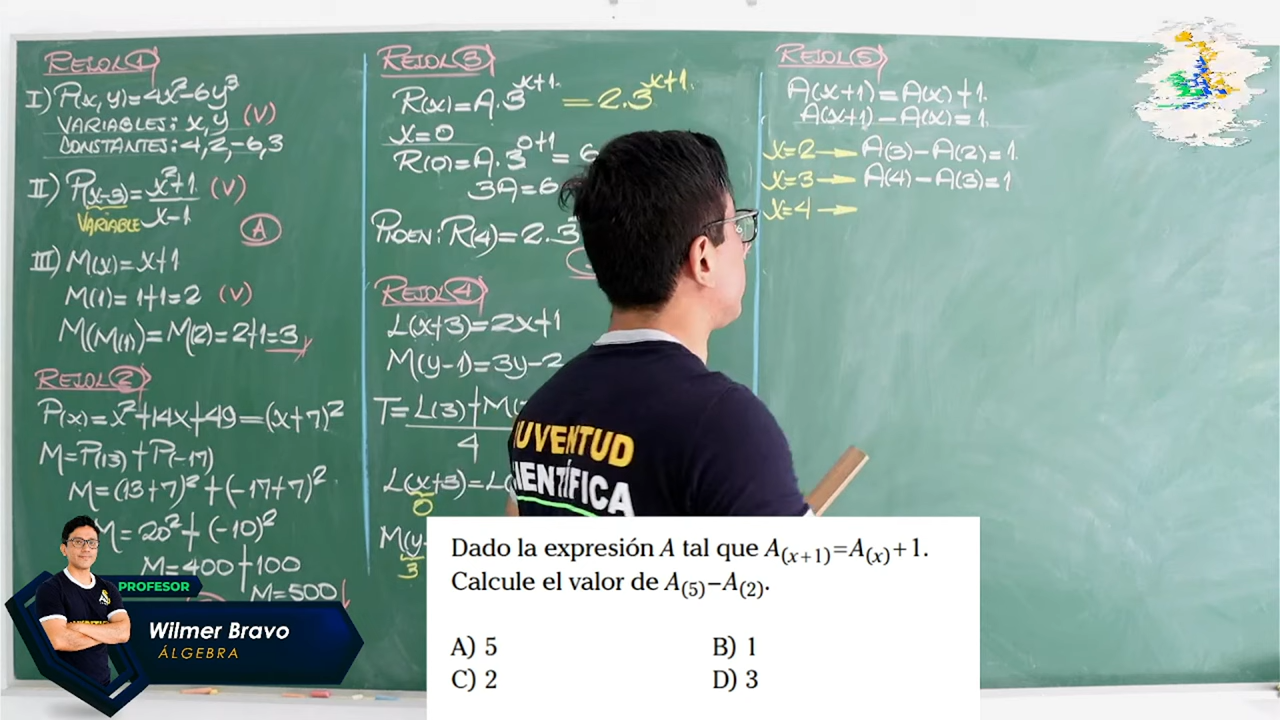 RESOL 1
I) P(x, y)=4x²-6y³
VARIABLES: x, y (V)
CONSTANTES: 4, 2, -6, 3
II) P(x-3)=x²+1 (V)
VARIABLE x-1
A
III) M(x)=x+1
M(1)=1+1=2 (V)
M(M(1))=M(2)=2+1=3
RESOL 2
P(x)=x²+14x+49=(x+7)²
M=P(13)+P(-17)
M=(13+7)²+(-17+7)²
M=20²+(-10)²
M=400+100
M=500
RESOL 3
R(x)=A.3^x+1 =2.3^x+1.
x=0
R(0)=A.3^0+1=6
3A=6
PIDEN: R(4)=2.3
RESOL 4
L(x+3)=2x+1
M(y-1)=3y-2
T=L(3)+M(
4
L(x+3)=L(
0
M(y-
3
RESOL 5
A(x+1)=A(x)+1.
A(x+1)-A(x)=1.
x=2→ A(3)-A(2)=1.
x=3→ A(4)-A(3)=1
x=4→
JUVENTUD
CIENTÍFICA
PROFESOR
Wilmer Bravo
ÁLGEBRA
Dado la expresión A tal que A(x+1)=A(x)+1.
Calcule el valor de A(5)-A(2).
A) 5 B) 1
C) 2 D) 3